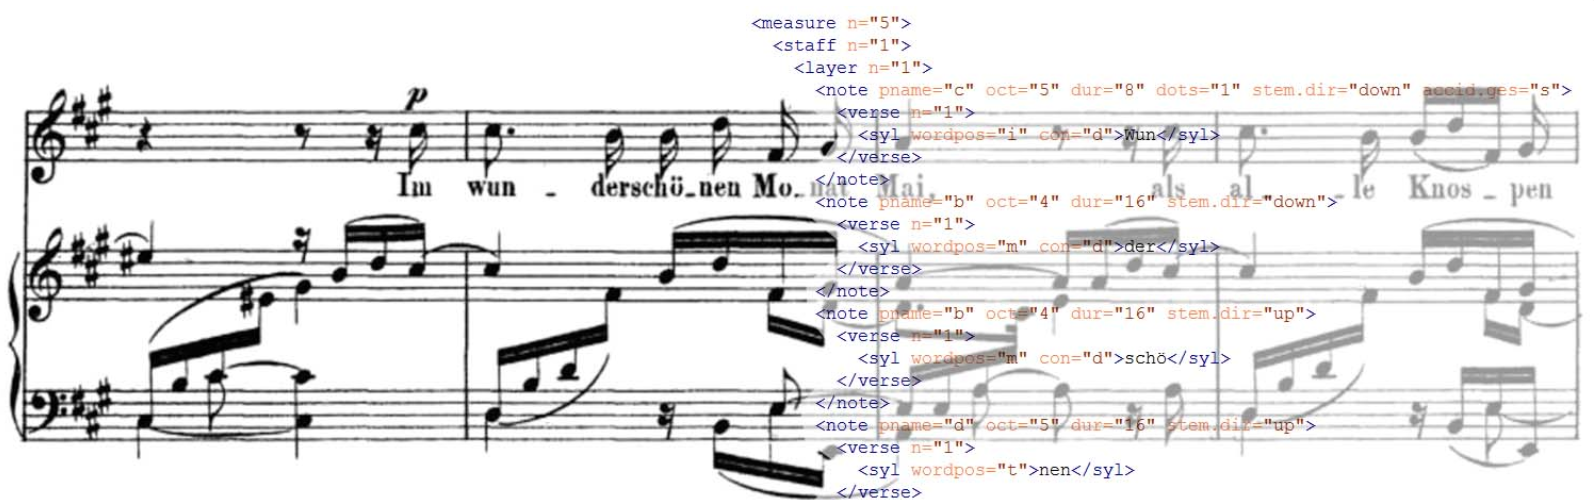 <measure n="5">
<staff n="1">
<layer n="1">
<note pname="c" oct="5" dur="8" dots="1" stem.dir="down" accid.ges="s">
<verse n="1">
<syl wordpos="i" con="d">Wun</syl>
</verse>
</note>
<note pname="b" oct="4" dur="16" stem.dir="down">
<verse n="1">
<syl wordpos="m" con="d">der</syl>
</verse>
</note>
<note pname="b" oct="4" dur="16" stem.dir="up">
<verse n="1">
<syl wordpos="m" con="d">schö</syl>
</verse>
</note>
<note pname="d" oct="5" dur="16" stem.dir="up">
<verse n="1">
<syl wordpos="t">nen</syl>
</verse>
p
Im wun - derschö-nen Mo-nat Mai, als al - le Knos - pen